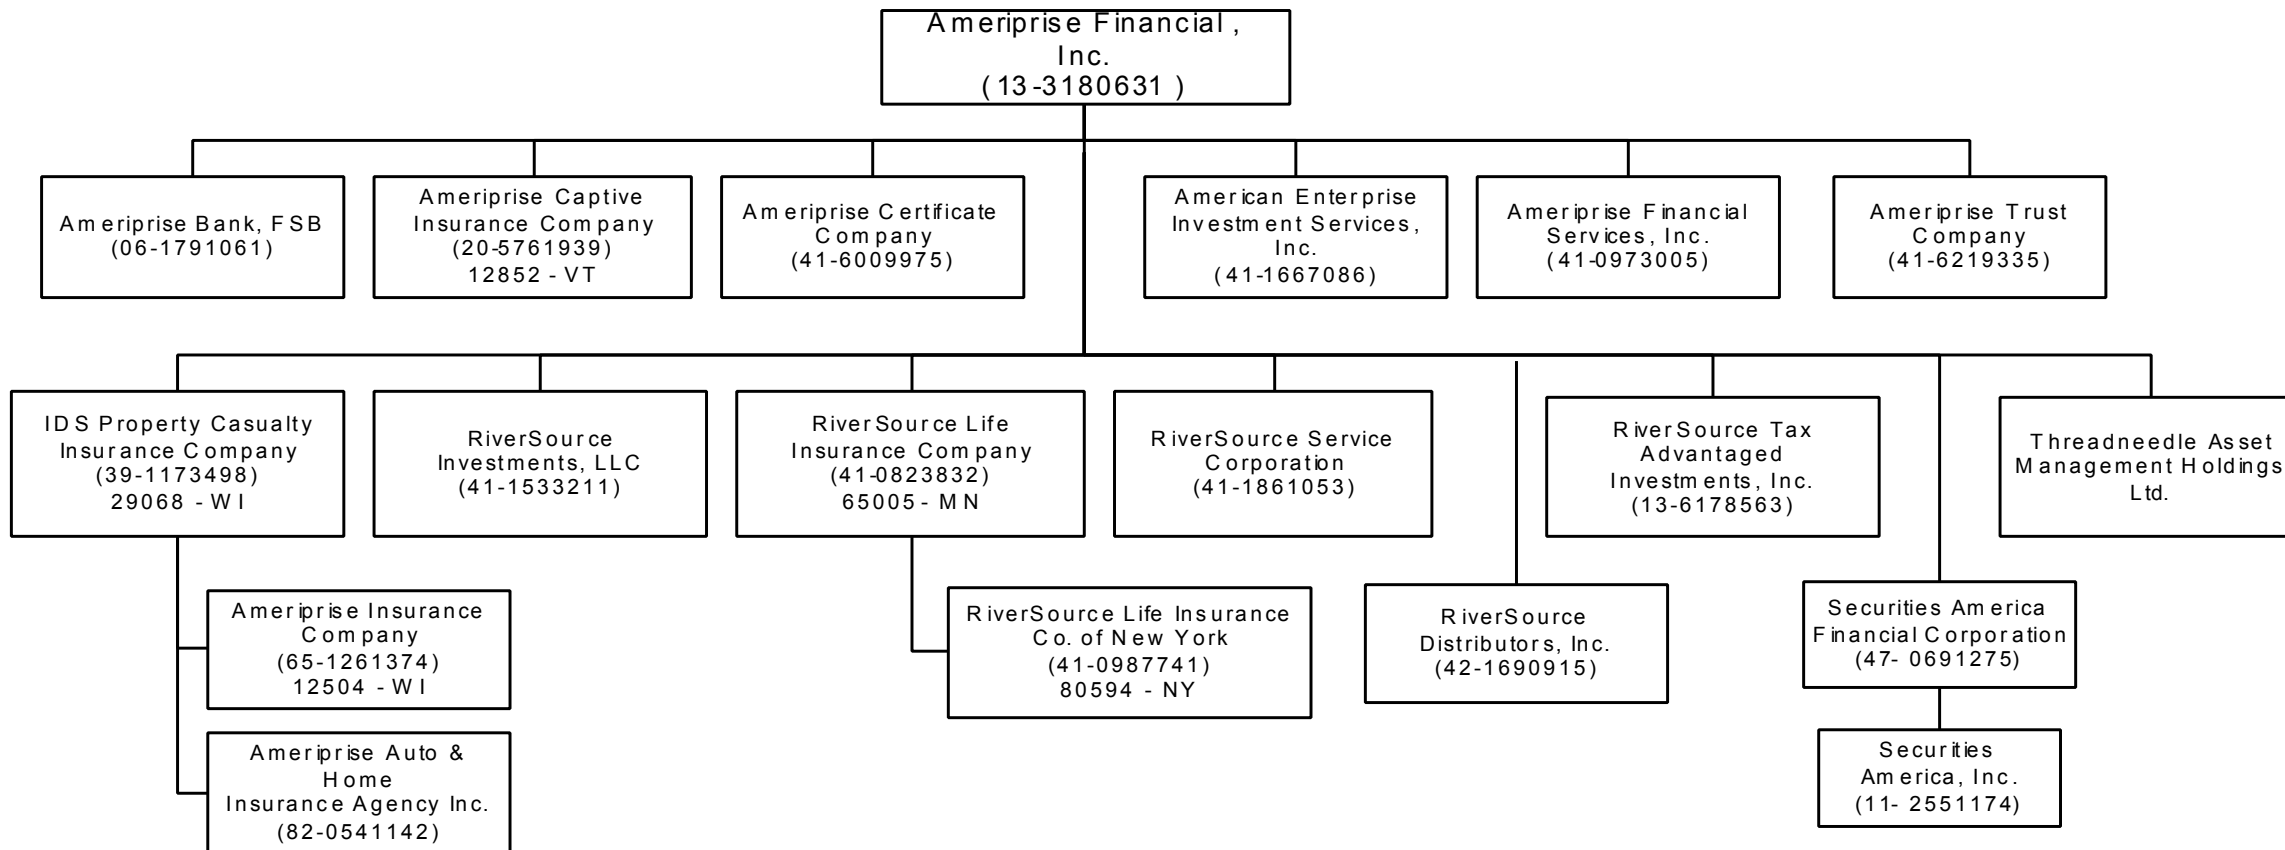 Ameriprise Financial,
Inc.
(13-3180631)
Ameriprise Bank, FSB
(06-1791061)
Ameriprise Captive
Insurance Company
(20-5761939)
12852 - VT
Ameriprise Certificate
Company
(41-6009975)
American Enterprise
Investment Services,
Inc.
(41-1667086)
Ameriprise Financial
Services, Inc.
(41-0973005)
Ameriprise Trust
Company
(41-6219335)
IDS Property Casualty
Insurance Company
(39-1173498)
29068 - WI
RiverSource
Investments, LLC
(41-1533211)
RiverSource Life
Insurance Company
(41-0823832)
65005- MN
RiverSource Service
Corporation
(41-1861053)
RiverSource Tax
Advantaged
Investments, Inc.
(13-6178563)
Threadneedle Asset
Management Holdings
Ltd.
Ameriprise Insurance
Company
(65-1261374)
12504 - WI
RiverSource Life Insurance
Co. of New York
(41-0987741)
80594 - NY
RiverSource
Distributors, Inc.
(42-1690915)
Securities America
Financial Corporation
(47- 0691275)
Ameriprise Auto &
Home
Insurance Agency Inc.
(82-0541142)
Securities
America, Inc.
(11- 2551174)